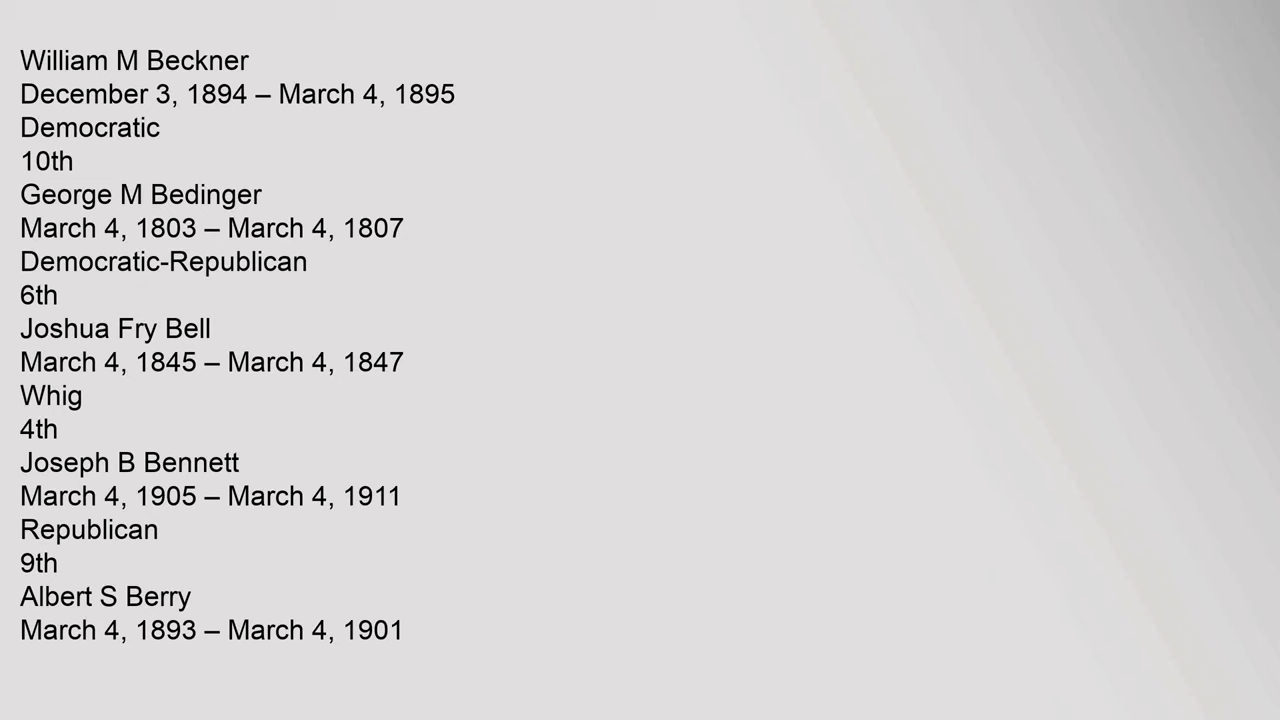 William M Beckner
December 3, 1894 – March 4, 1895
Democratic
10th
George M Bedinger
March 4, 1803 – March 4, 1807
Democratic-Republican
6th
Joshua Fry Bell
March 4, 1845 – March 4, 1847
Whig
4th
Joseph B Bennett
March 4, 1905 – March 4, 1911
Republican
9th
Albert S Berry
March 4, 1893 – March 4, 1901